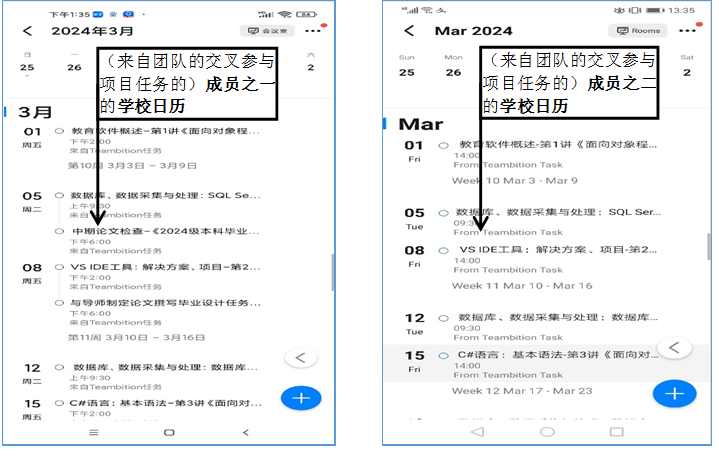 下午1:35
84
2024年3月
会议室
日
25
一
26
六
2
（来自团队的交叉参与
项目任务的）成员之一
的学校日历
3月
01
周五
教育软件概述-第1讲《面向对象程...
下午2:00
来自Teambition任务
第10周 3月3日 - 3月9日
05
周二
数据库、数据采集与处理：SQL Se...
上午9:30
来自Teambition任务
中期论文检查-《2024级本科毕业...
下午6:00
来自Teambition任务
08
周五
VS IDE工具：解决方案、项目-第2...
下午2:00
来自Teambition任务
与导师制定论文撰写毕业设计任务...
下午6:00
来自Teambition任务
第11周 3月10日 - 3月16日
12
周二
数据库、数据采集与处理：数据库...
上午9:30
来自Teambition任务
15
周五
C#语言：基本语法-第3讲《面向对...
下午2:00
来自Teambition任务
13:35
Mar 2024
Rooms
Sun
25
Mon
26
Sat
2
（来自团队的交叉参与
项目任务的）成员之二
的学校日历
Mar
01
Fri
教育软件概述-第1讲《面向对象程...
14:00
From Teambition Task
Week 10 Mar 3 - Mar 9
05
Tue
数据库、数据采集与处理：SQL Ser...
09:30
From Teambition Task
08
Fri
VS IDE工具：解决方案、项目-第2...
14:00
From Teambition Task
Week 11 Mar 10 - Mar 16
12
Tue
数据库、数据采集与处理：数据库...
09:30
From Teambition Task
15
Fri
C#语言：基本语法-第3讲《面向对...
14:00
From Teambition Task
Week 12 Mar 17 - Mar 23